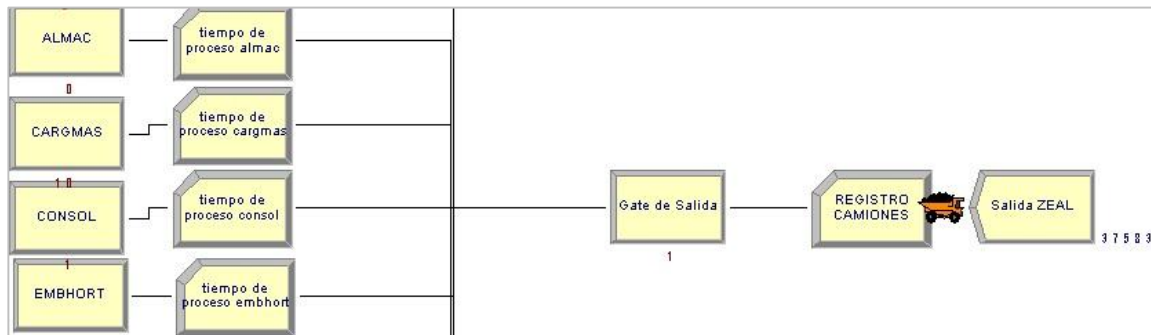 ALMAC
tiempo de
proceso almac
0
CARGMAS
tiempo de
proceso cargmas
1 0
CONSOL
tiempo de
proceso consol
1
EMBHORT
tiempo de
proceso embhort
Gate de Salida
1
REGISTRO
CAMIONES
Salida ZEAL
3 7 5 8 3